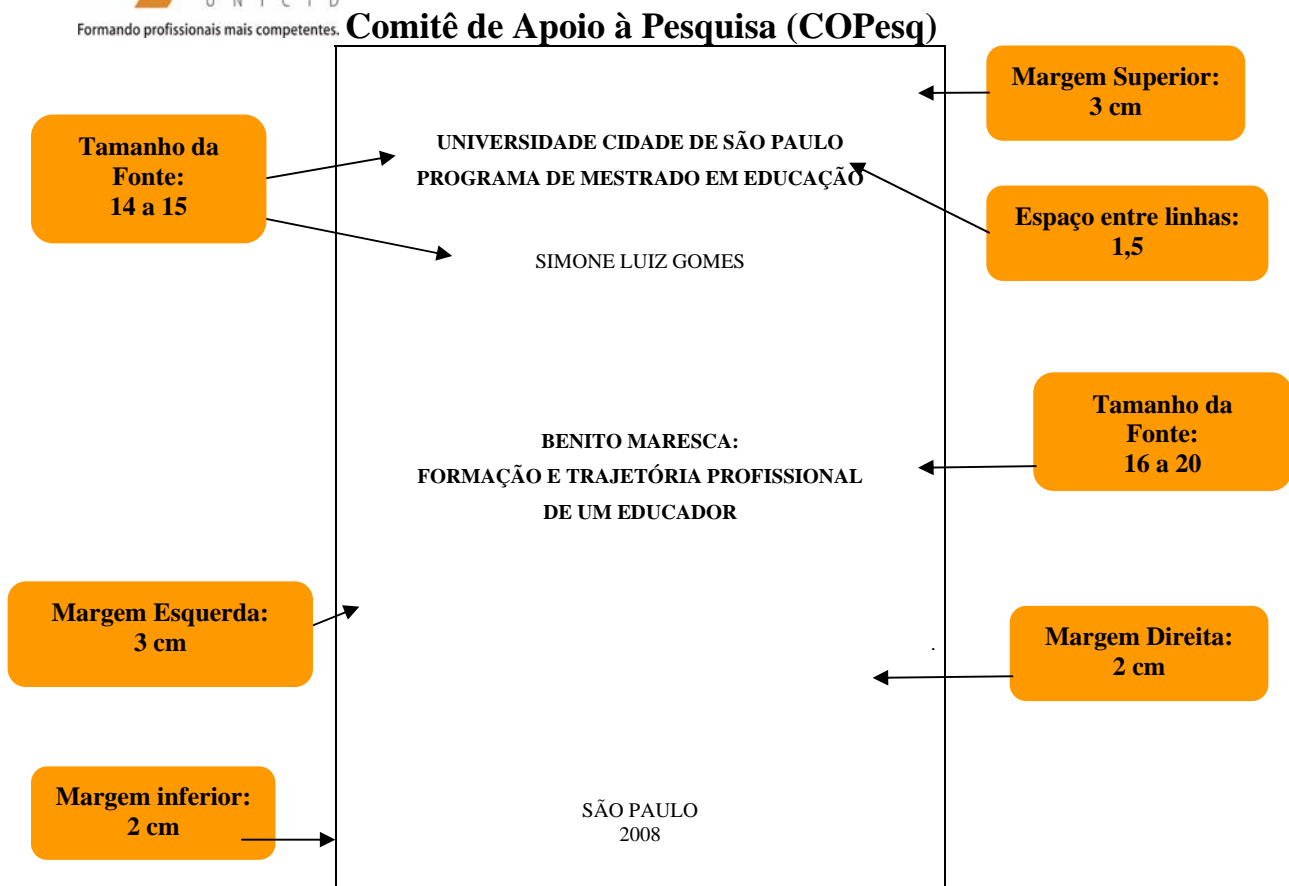 U N I C I D
Formando profissionais mais competentes.
Comitê de Apoio à Pesquisa (COPesq)
Margem Superior:
3 cm
Tamanho da
Fonte:
14 a 15
UNIVERSIDADE CIDADE DE SÃO PAULO
PROGRAMA DE MESTRADO EM EDUCAÇÃO
Espaço entre linhas:
1,5
SIMONE LUIZ GOMES
Tamanho da
Fonte:
16 a 20
BENITO MARESCA:
FORMAÇÃO E TRAJETÓRIA PROFISSIONAL
DE UM EDUCADOR
Margem Esquerda:
3 cm
Margem Direita:
2 cm
.
Margem inferior:
2 cm
SÃO PAULO
2008